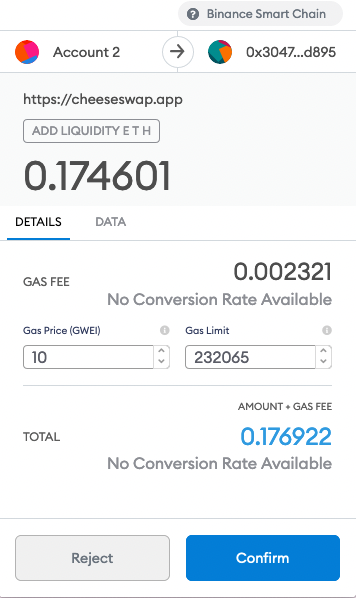 Binance Smart Chain
Account 2
0x3047...d895
https://cheeseswap.app
ADD LIQUIDITY E T H
0.174601
DETAILS DATA
GAS FEE 0.002321
No Conversion Rate Available
Gas Price (GWEI) Gas Limit
10 232065
AMOUNT + GAS FEE
TOTAL 0.176922
No Conversion Rate Available
Reject Confirm